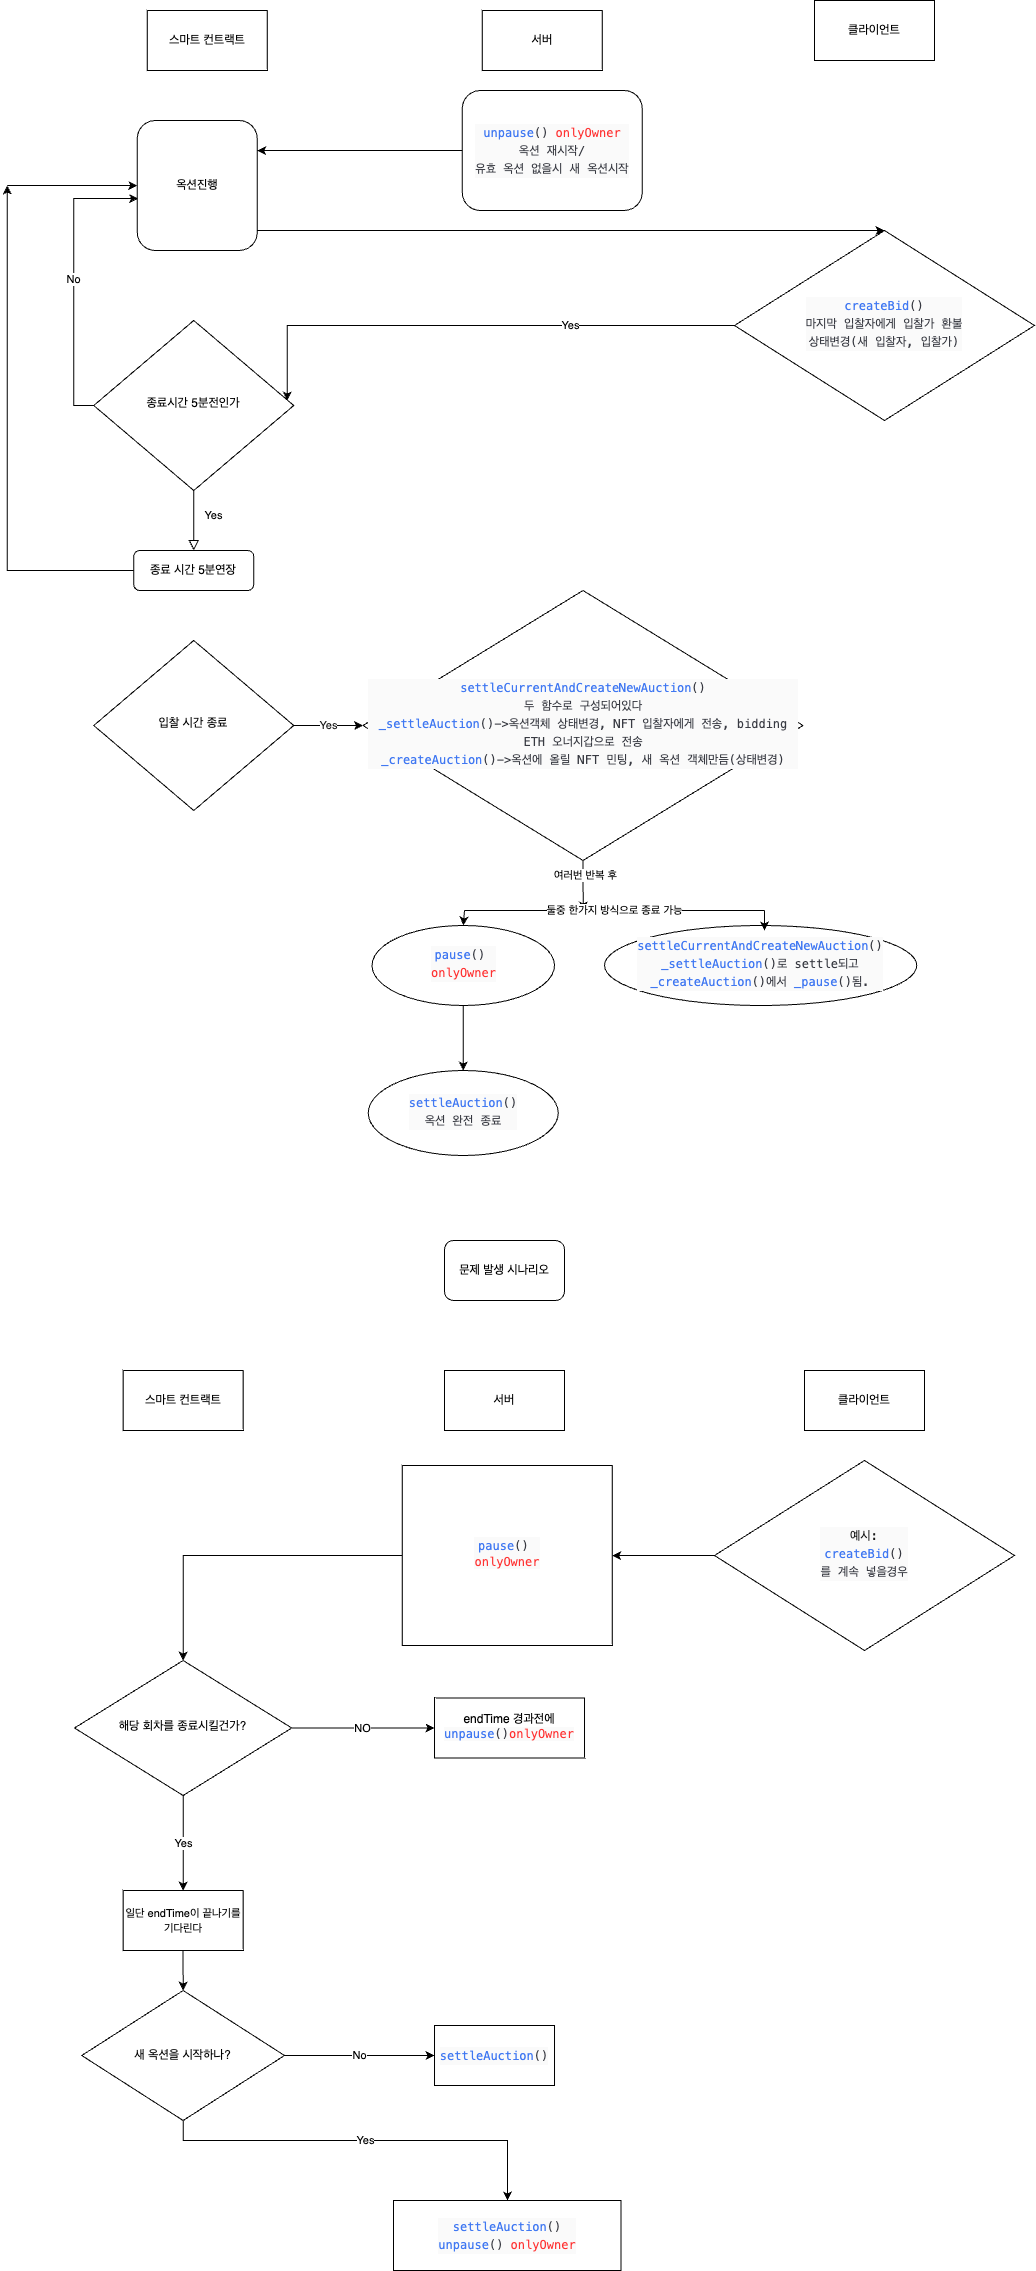 스마트 컨트랙트
서버
클라이언트
unpause() onlyOwner
옥션 재시작/
유효 옥션 없을시 새 옥션시작
옥션진행
No
createBid()
마지막 입찰자에게 입찰가 환불
상태변경(새 입찰자, 입찰가)
Yes
종료시간 5분전인가
Yes
종료 시간 5분연장
입찰 시간 종료
Yes
settleCurrentAndCreateNewAuction()
두 함수로 구성되어있다
_settleAuction()->옥션객체 상태변경, NFT 입찰자에게 전송, bidding
ETH 오너지갑으로 전송
_createAuction()->옥션에 올릴 NFT 민팅, 새 옥션 객체만듬(상태변경)
여러번 반복 후
둘중 한가지 방식으로 종료 가능
pause()
onlyOwner
settleCurrentAndCreateNewAuction()
_settleAuction()로 settle되고
_createAuction()에서 _pause()됨.
settleAuction()
옥션 완전 종료
문제 발생 시나리오
스마트 컨트랙트
서버
클라이언트
pause()
onlyOwner
예시:
createBid()
를 계속 넣을경우
해당 회차를 종료시킬건가?
NO
endTime 경과전에
unpause()onlyOwner
Yes
일단 endTime이 끝나기를
기다린다
새 옥션을 시작하나?
No
settleAuction()
Yes
settleAuction()
unpause() onlyOwner